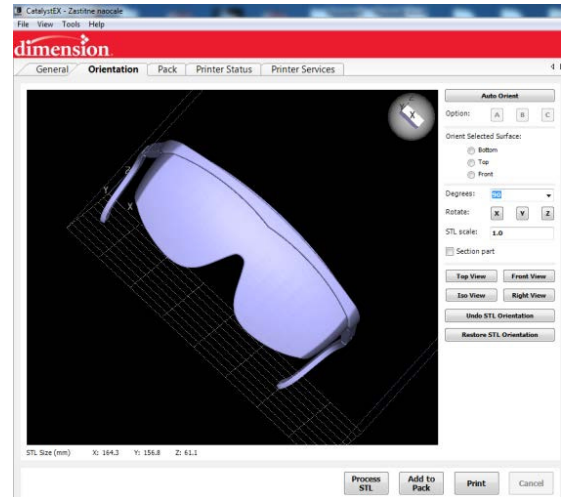 CatalystEX - Zastitne naocale
File View Tools Help
dimension
General Orientation Pack Printer Status Printer Services
Auto Orient
Option: A B C
Orient Selected Surface:
Bottom
Top
Front
Degrees: 90
Rotate: X Y Z
STL scale: 1.0
Section part
Top View Front View
Iso View Right View
Undo STL Orientation
Restore STL Orientation
Z
Y
X
Y
X
STL Size (mm) X: 164.3 Y: 156.8 Z: 61.1
Process STL Add to Pack Print Cancel